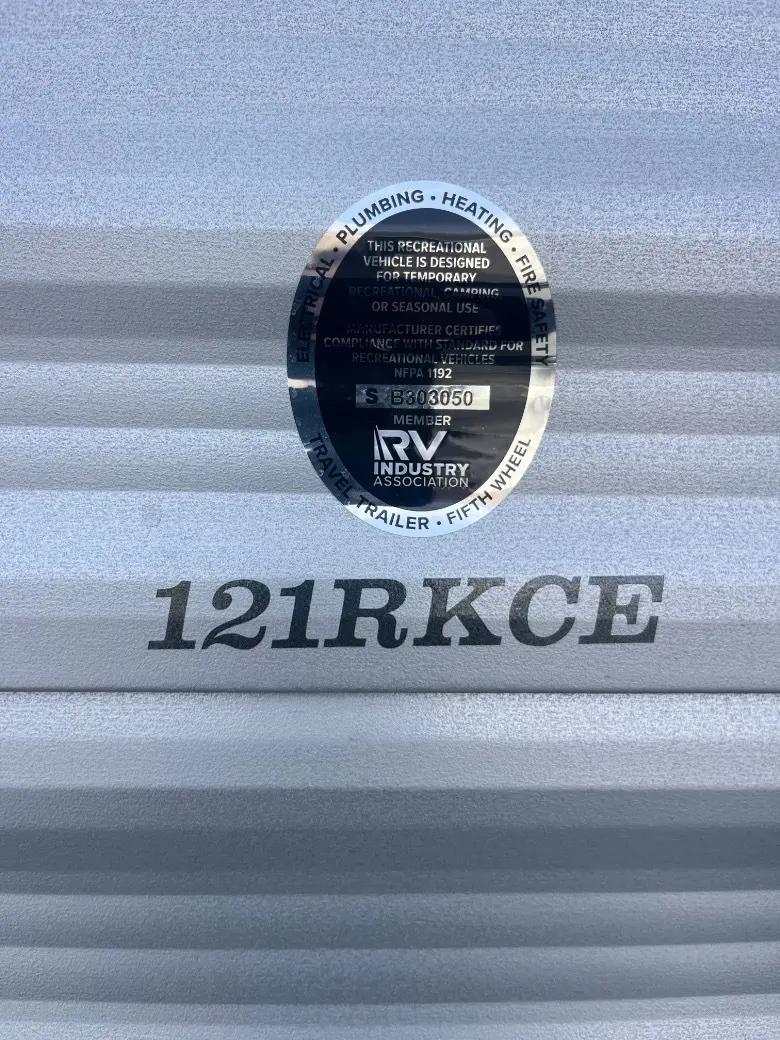 ELECTRICAL • PLUMBING • HEATING • FIRE SAFETY
THIS RECREATIONAL
VEHICLE IS DESIGNED
FOR TEMPORARY
RECREATIONAL, CAMPING
OR SEASONAL USE
MANUFACTURER CERTIFIES
COMPLIANCE WITH STANDARD FOR
RECREATIONAL VEHICLES
NFPA 1192
S B303050
MEMBER
RV
INDUSTRY
ASSOCIATION
TRAVEL TRAILER • FIFTH WHEEL
121RKCE